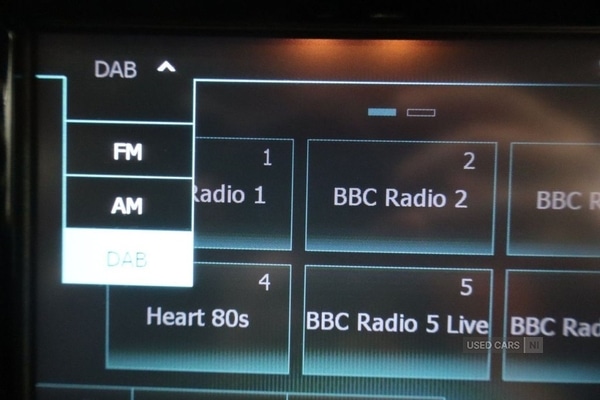 DAB
FM
AM
DAB
1
adio 1
2
BBC Radio 2
BBC R
4
Heart 80s
5
BBC Radio 5 Live
BBC Rad
USED CARS NI